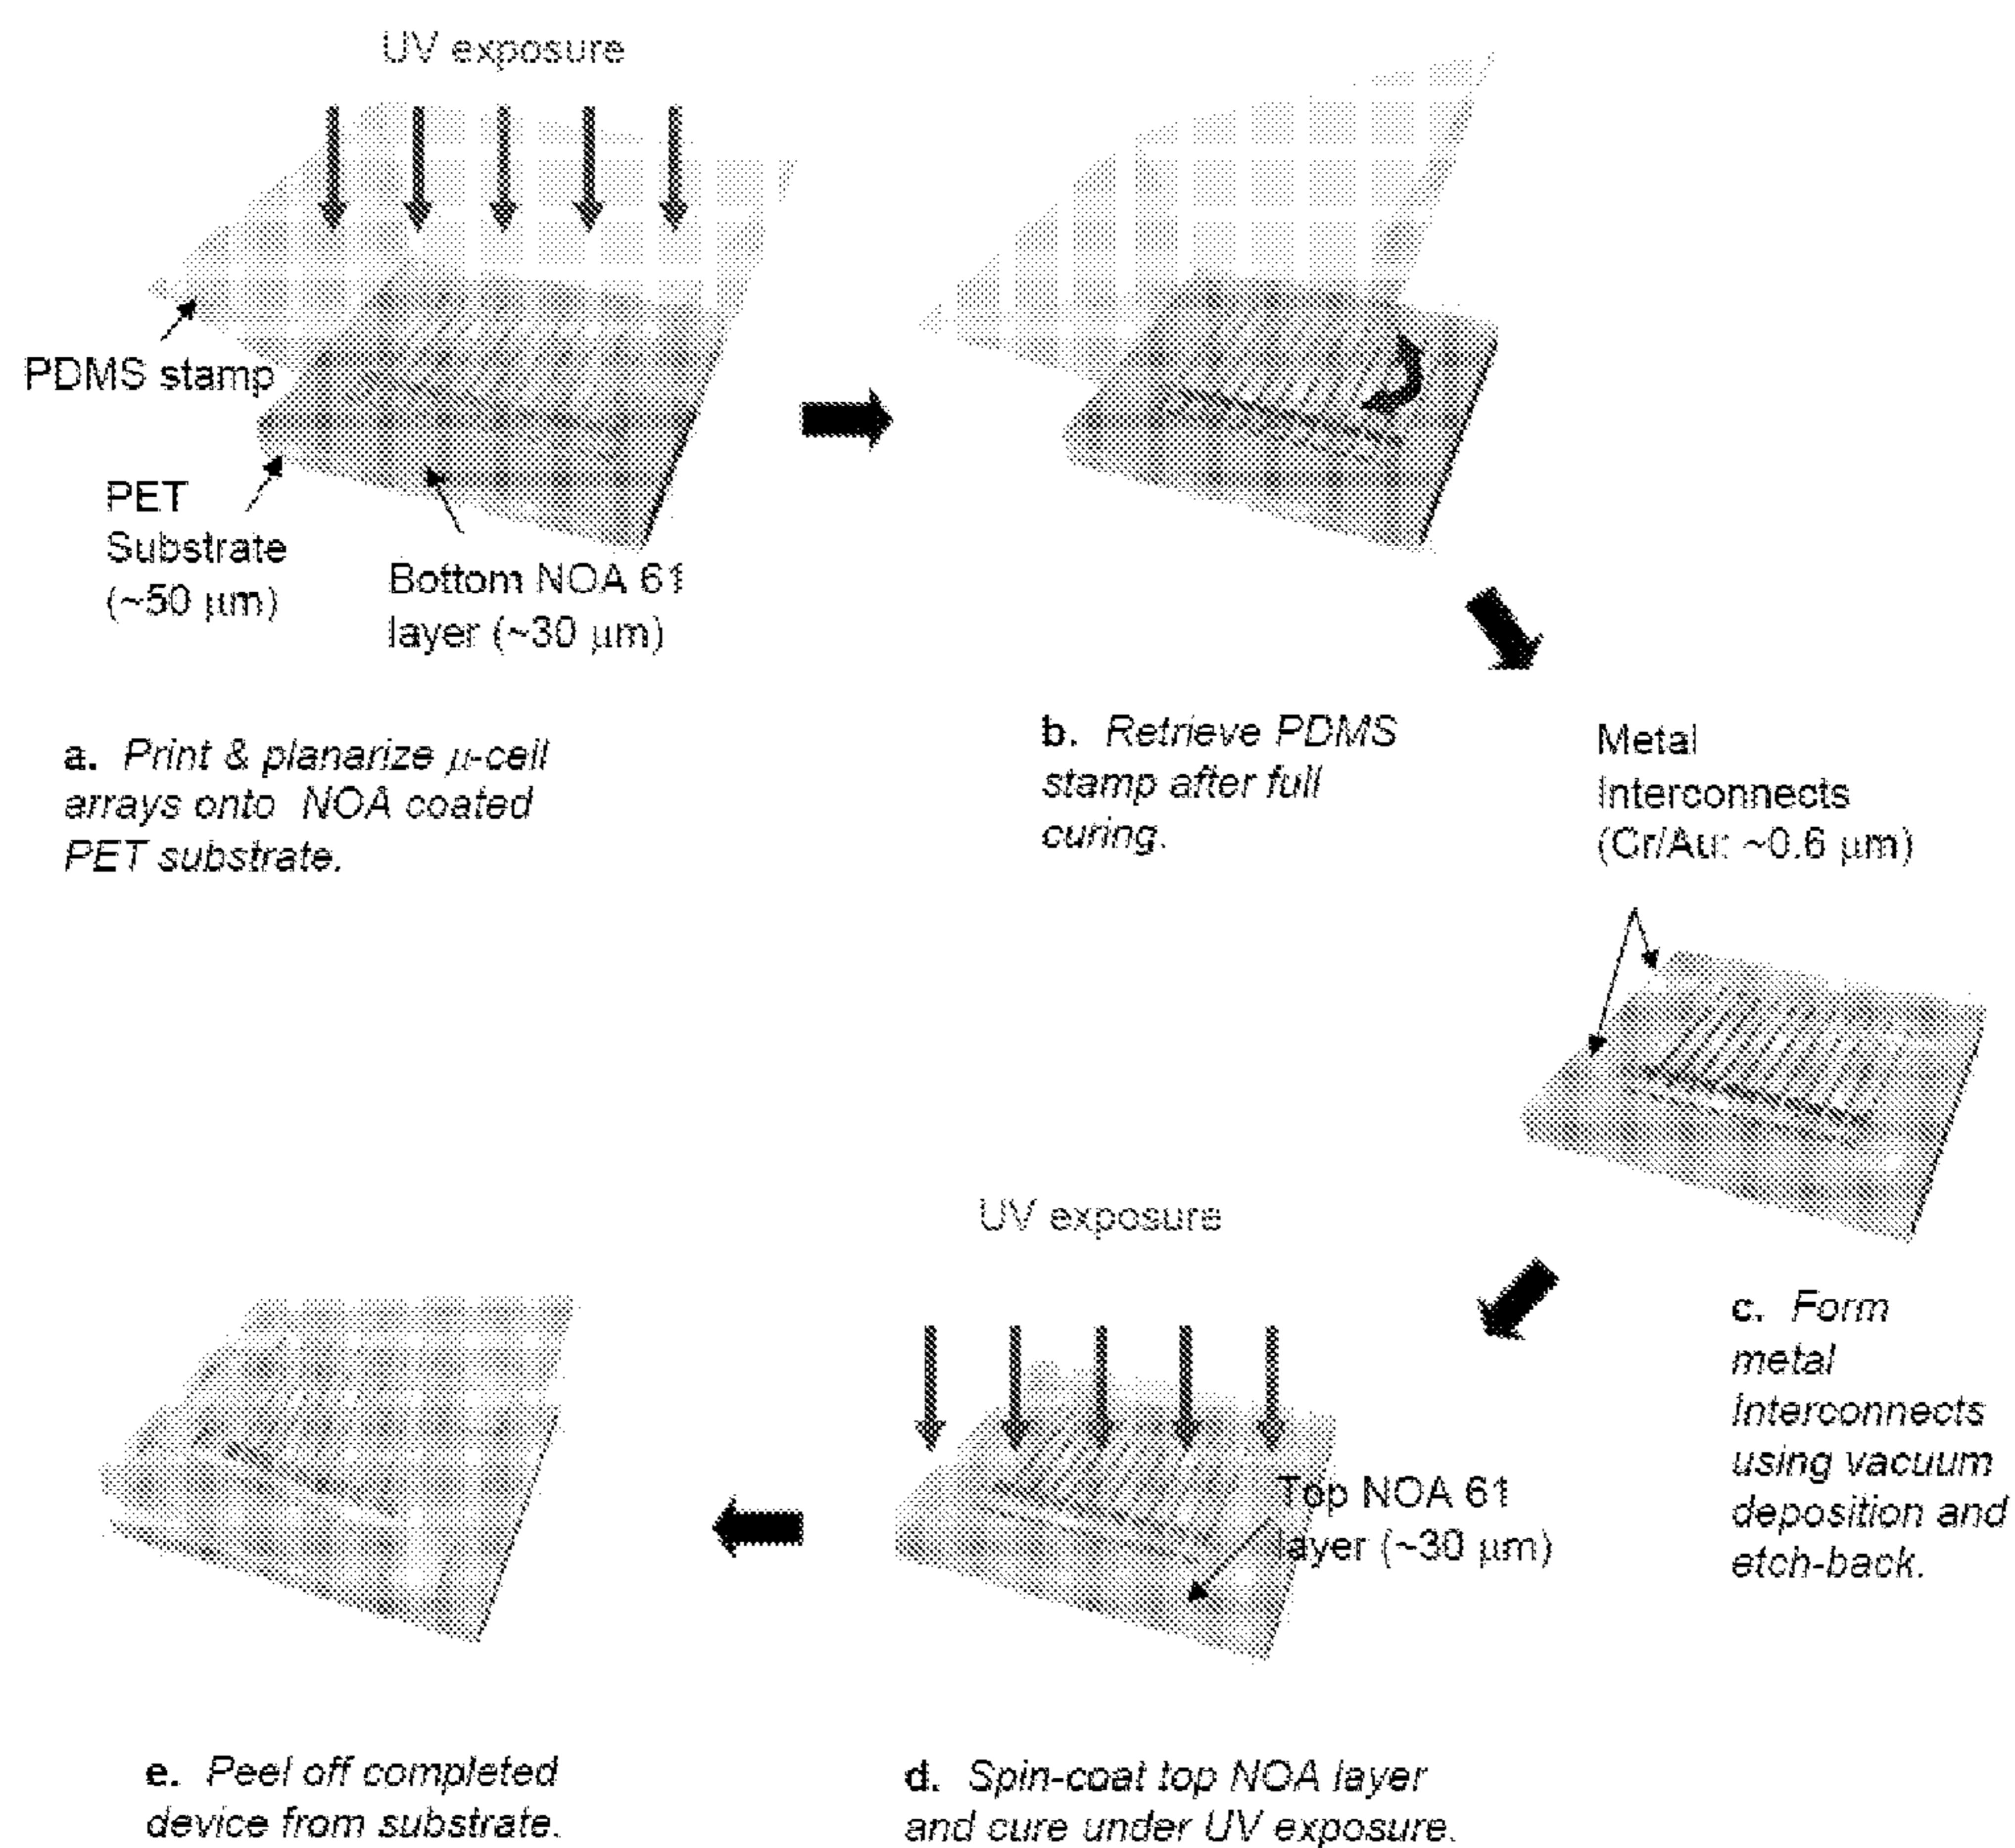 UV exposure
PDMS stamp
PET
Substrate
(~50 μm)
Bottom NOA 61
layer (~30 μm)
a. Print & planarize μ-cell
arrays onto NOA coated
PET substrate.
b. Retrieve PDMS
stamp after full
curing.
Metal
Interconnects
(Cr/Au: ~0.6 μm)
c. Form
metal
Interconnects
using vacuum
deposition and
etch-back.
UV exposure
Top NOA 61
layer (~30 μm)
d. Spin-coat top NOA layer
and cure under UV exposure.
e. Peel off completed
device from substrate.